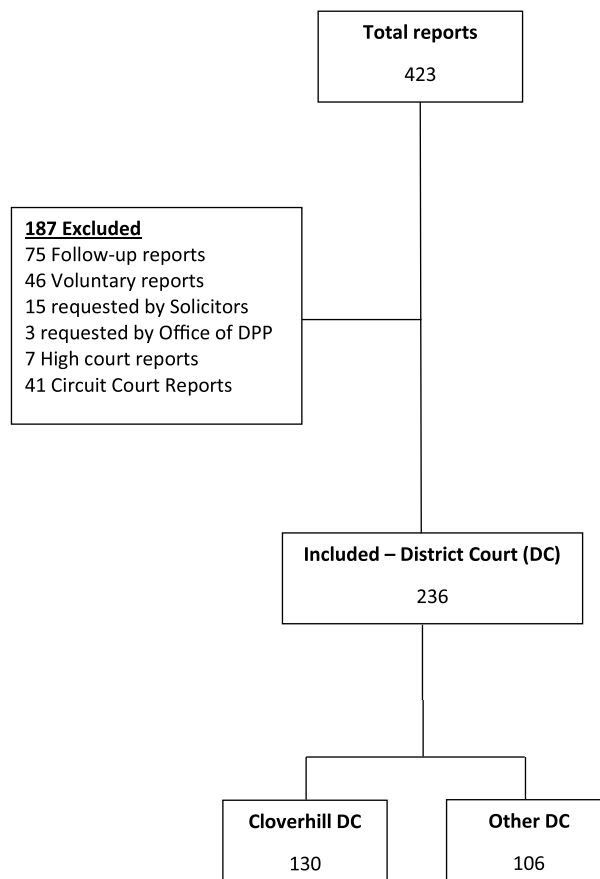 Total reports
423
187 Excluded
75 Follow-up reports
46 Voluntary reports
15 requested by Solicitors
3 requested by Office of DPP
7 High court reports
41 Circuit Court Reports
Included – District Court (DC)
236
Cloverhill DC
130
Other DC
106